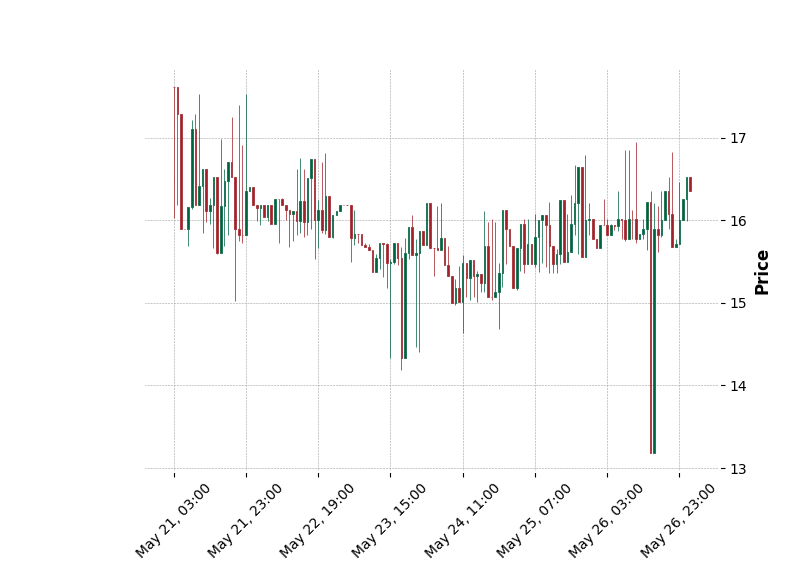 17
16
15
14
13
Price
May 21, 03:00
May 21, 23:00
May 22, 19:00
May 23, 15:00
May 24, 11:00
May 25, 07:00
May 26, 03:00
May 26, 23:00